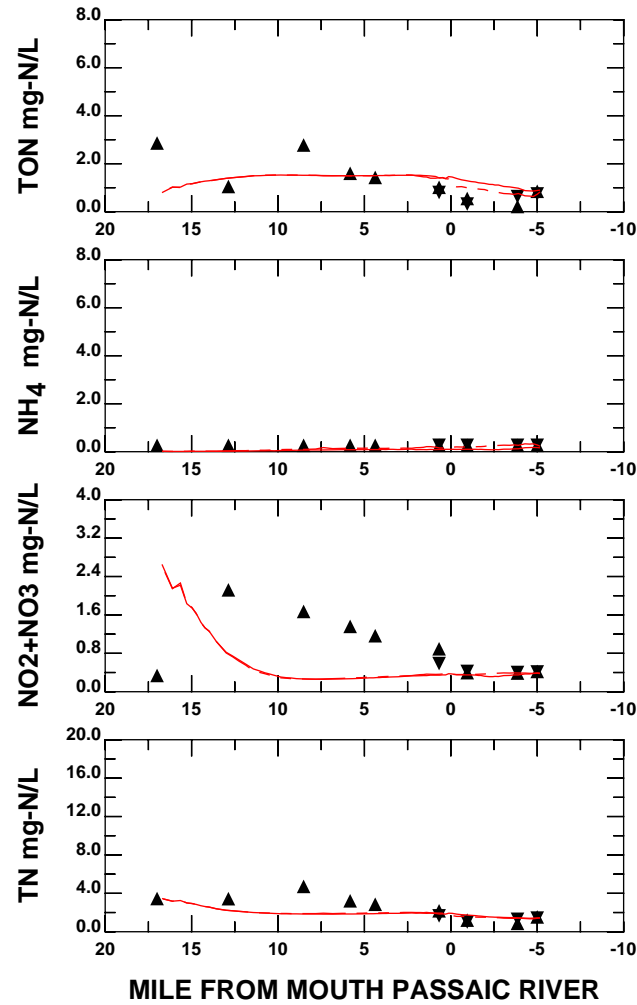 TON mg-N/L
8.0
6.0
4.0
2.0
0.0
20 15 10 5 0 -5 -10
NH4 mg-N/L
8.0
6.0
4.0
2.0
0.0
20 15 10 5 0 -5 -10
NO2+NO3 mg-N/L
4.0
3.2
2.4
1.6
0.8
0.0
20 15 10 5 0 -5 -10
TN mg-N/L
20.0
16.0
12.0
8.0
4.0
0.0
20 15 10 5 0 -5 -10
MILE FROM MOUTH PASSAIC RIVER